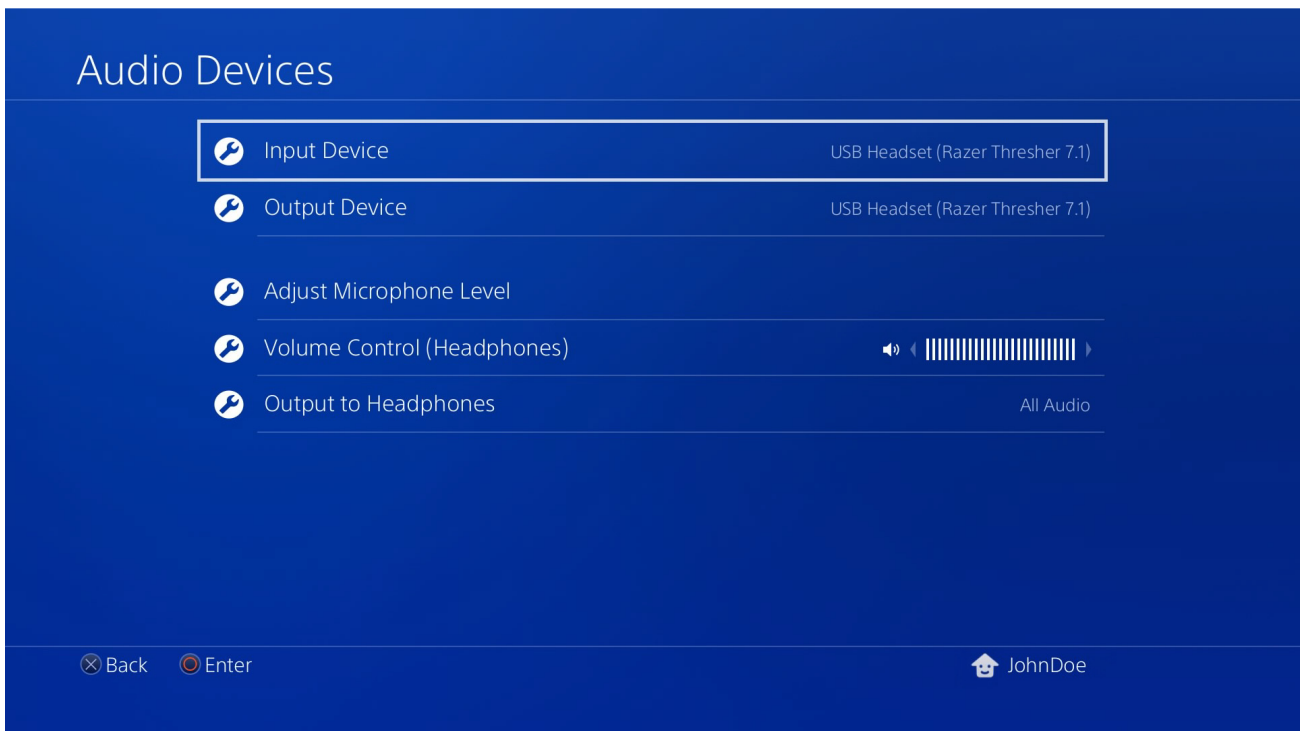 Audio Devices
Input Device USB Headset (Razer Thresher 7.1)
Output Device USB Headset (Razer Thresher 7.1)
Adjust Microphone Level
Volume Control (Headphones)
Output to Headphones All Audio
Back Enter JohnDoe